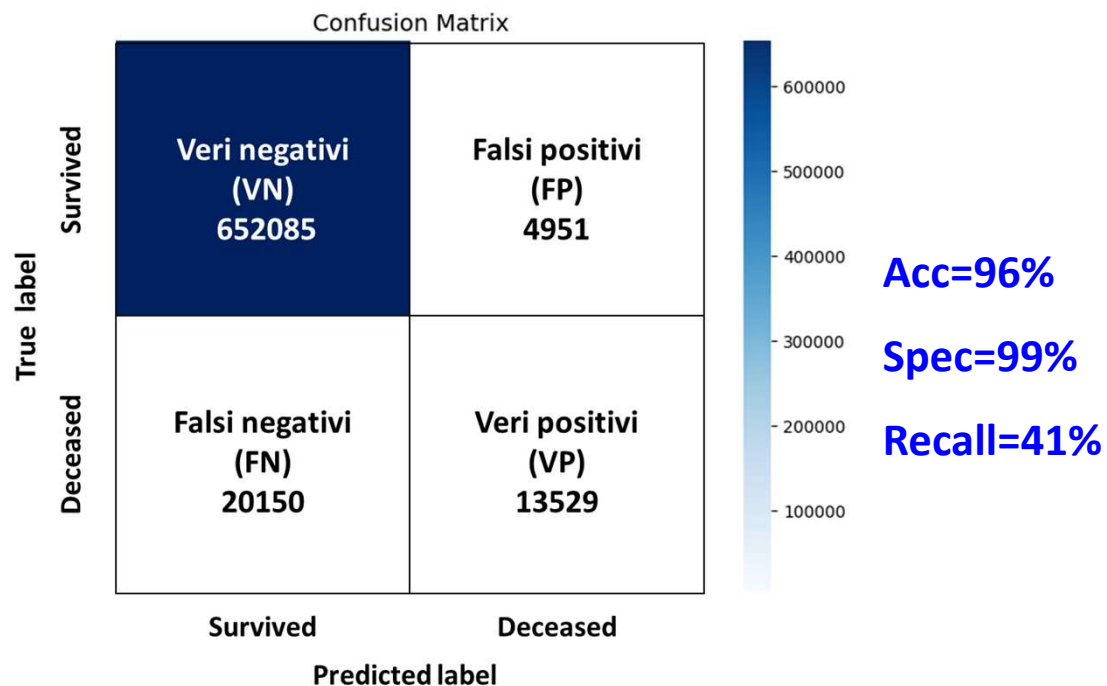 Confusion Matrix
Survived
Veri negativi
(VN)
652085
Falsi positivi
(FP)
4951
True label
Deceased
Falsi negativi
(FN)
20150
Veri positivi
(VP)
13529
Survived
Deceased
Predicted label
600000
500000
400000
300000
200000
100000
Acc=96%
Spec=99%
Recall=41%